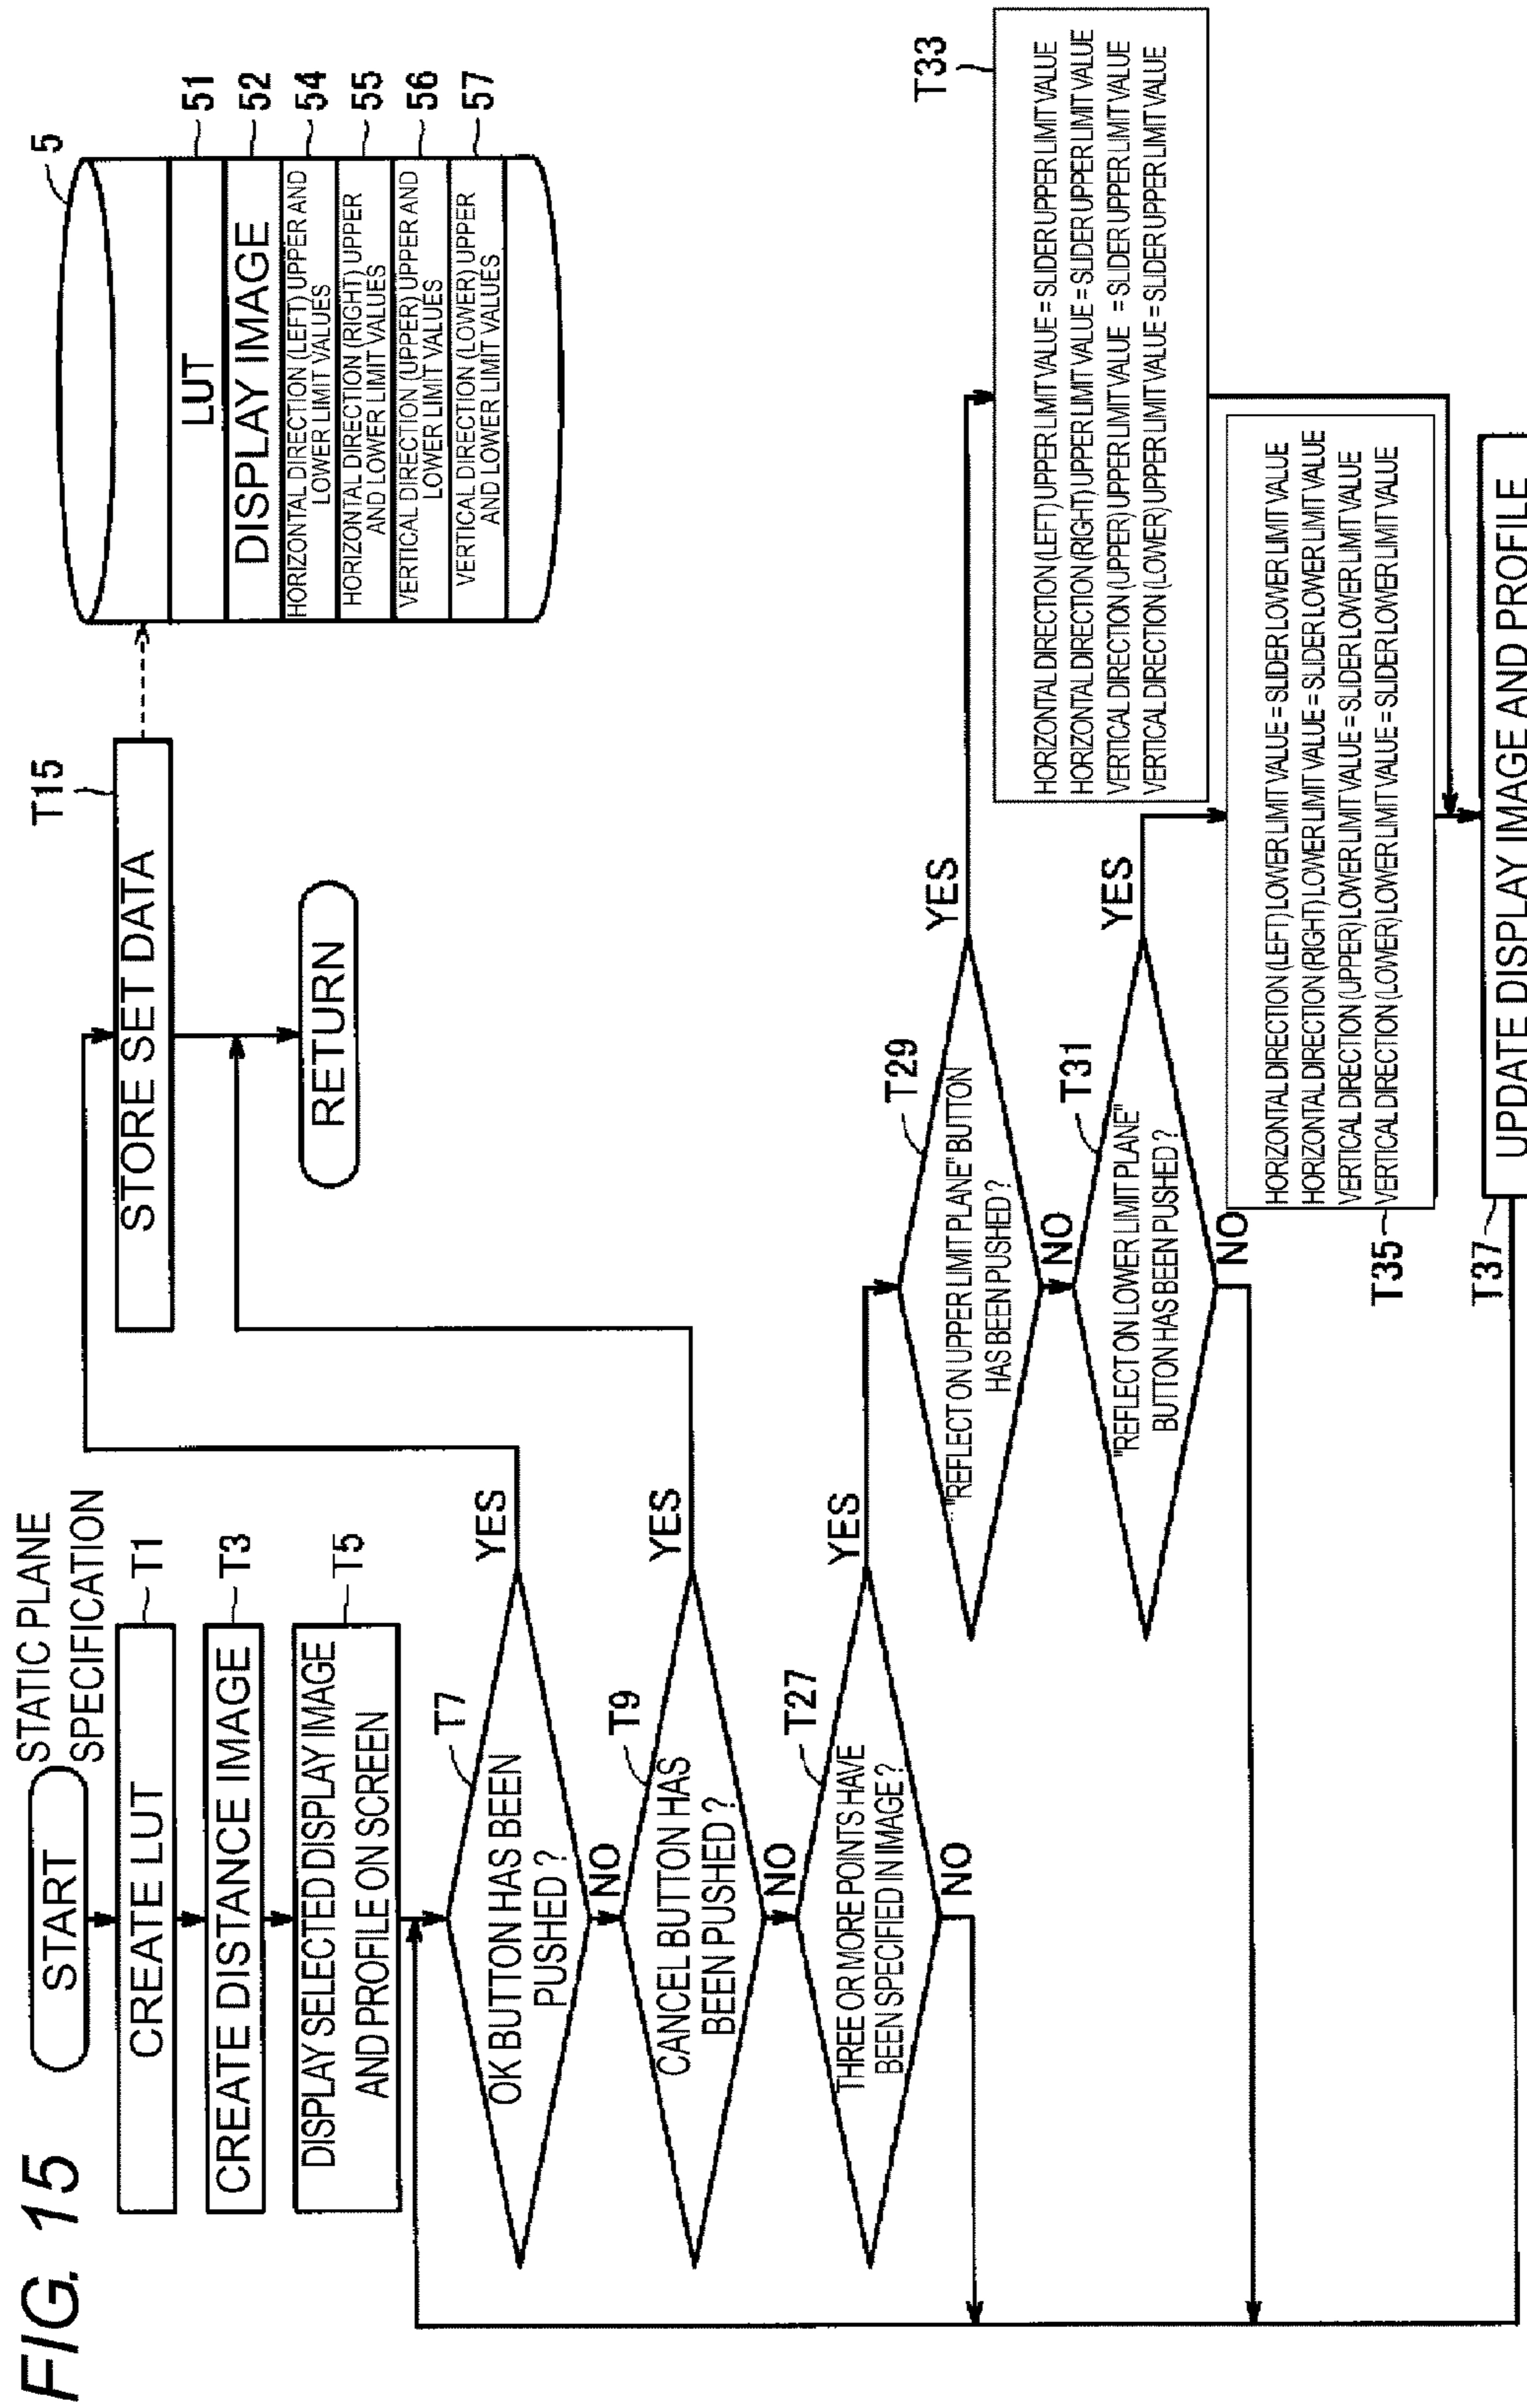 FIG. 15
STATIC PLANE
SPECIFICATION
START
CREATE LUT
T1
CREATE DISTANCE IMAGE
T3
DISPLAY SELECTED DISPLAY IMAGE
AND PROFILE ON SCREEN
T5
T7
OK BUTTON HAS BEEN
PUSHED ?
YES
NO
T9
CANCEL BUTTON HAS
BEEN PUSHED ?
YES
NO
T27
THREE OR MORE POINTS HAVE
BEEN SPECIFIED IN IMAGE ?
YES
NO
T15
STORE SET DATA
RETURN
5
LUT
51
DISPLAY IMAGE
52
HORIZONTAL DIRECTION (LEFT) UPPER AND
LOWER LIMIT VALUES
54
HORIZONTAL DIRECTION (RIGHT) UPPER
AND LOWER LIMIT VALUES
55
VERTICAL DIRECTION (UPPER) UPPER AND
LOWER LIMIT VALUES
56
VERTICAL DIRECTION (LOWER) UPPER
AND LOWER LIMIT VALUES
57
T29
"REFLECT ON UPPER LIMIT PLANE" BUTTON
HAS BEEN PUSHED ?
YES
NO
T31
"REFLECT ON LOWER LIMIT PLANE"
BUTTON HAS BEEN PUSHED ?
YES
NO
T33
HORIZONTAL DIRECTION (LEFT) UPPER LIMIT VALUE = SLIDER UPPER LIMIT VALUE
HORIZONTAL DIRECTION (RIGHT) UPPER LIMIT VALUE = SLIDER UPPER LIMIT VALUE
VERTICAL DIRECTION (UPPER) UPPER LIMIT VALUE = SLIDER UPPER LIMIT VALUE
VERTICAL DIRECTION (LOWER) UPPER LIMIT VALUE = SLIDER UPPER LIMIT VALUE
HORIZONTAL DIRECTION (LEFT) LOWER LIMIT VALUE = SLIDER LOWER LIMIT VALUE
HORIZONTAL DIRECTION (RIGHT) LOWER LIMIT VALUE = SLIDER LOWER LIMIT VALUE
VERTICAL DIRECTION (UPPER) LOWER LIMIT VALUE = SLIDER LOWER LIMIT VALUE
VERTICAL DIRECTION (LOWER) LOWER LIMIT VALUE = SLIDER LOWER LIMIT VALUE
T35
T37
UPDATE DISPLAY IMAGE AND PROFILE